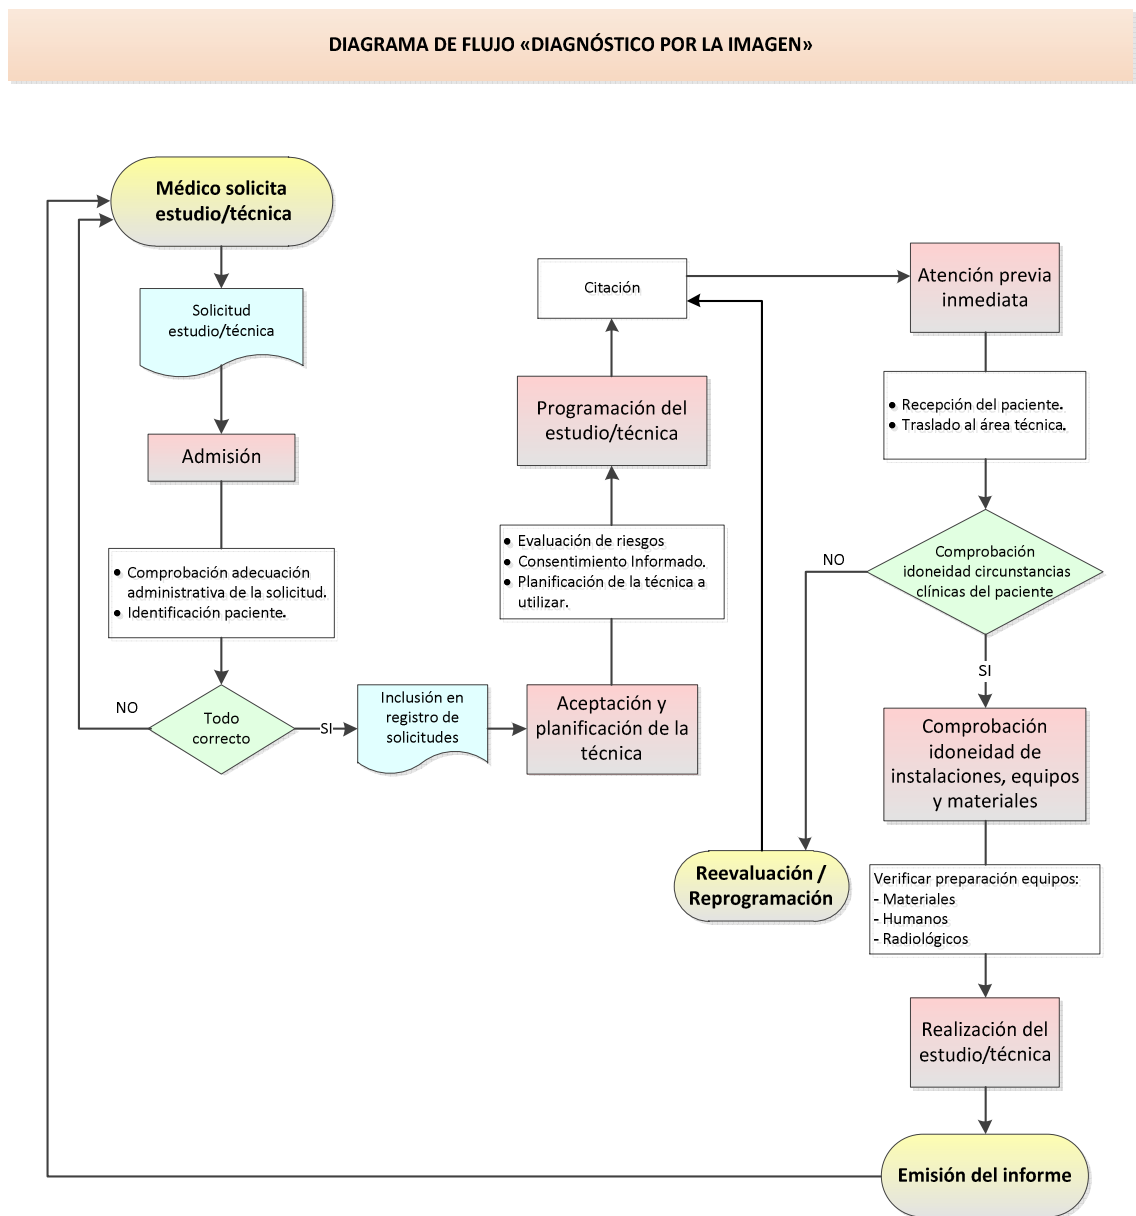 DIAGRAMA DE FLUJO «DIAGNÓSTICO POR LA IMAGEN»
Médico solicita
estudio/técnica
Solicitud
estudio/técnica
Admisión
● Comprobación adecuación
administrativa de la solicitud.
● Identificación paciente.
Todo
correcto
NO
SI
Inclusión en
registro de
solicitudes
Aceptación y
planificación de la
técnica
● Evaluación de riesgos
● Consentimiento Informado.
● Planificación de la técnica a
utilizar.
Programación del
estudio/técnica
Citación
Atención previa
inmediata
● Recepción del paciente.
● Traslado al área técnica.
Comprobación
idoneidad circunstancias
clínicas del paciente
NO
SI
Reevaluación /
Reprogramación
Comprobación
idoneidad de
instalaciones, equipos
y materiales
Verificar preparación equipos:
- Materiales
- Humanos
- Radiológicos
Realización del
estudio/técnica
Emisión del informe